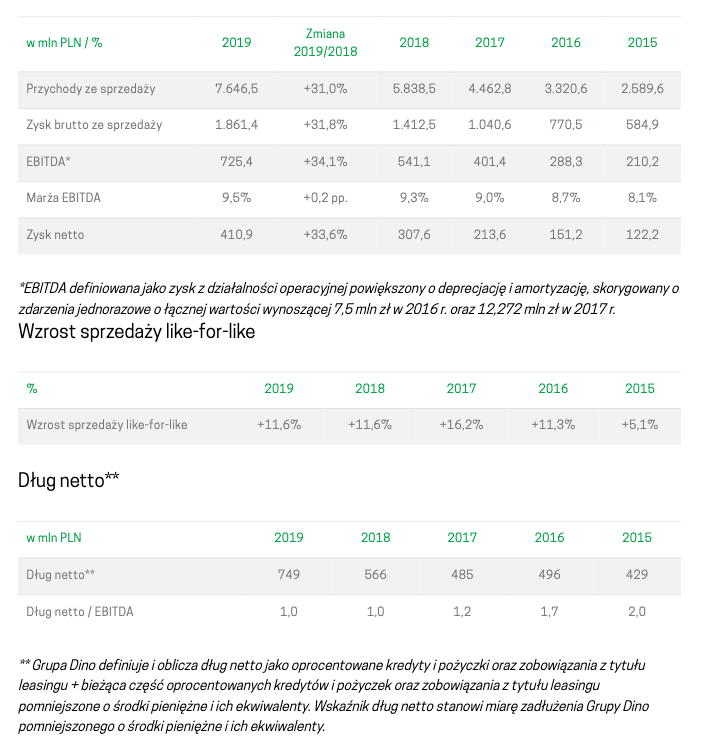 w mln PLN / % 2019 Zmiana 2019/2018 2018 2017 2016 2015
Przychody ze sprzedaży 7.646,5 +31,0% 5.838,5 4.462,8 3.320,6 2.589,6
Zysk brutto ze sprzedaży 1.861,4 +31,8% 1.412,5 1.040,6 770,5 584,9
EBITDA* 725,4 +34,1% 541,1 401,4 288,3 210,2
Marża EBITDA 9,5% +0,2 pp. 9,3% 9,0% 8,7% 8,1%
Zysk netto 410,9 +33,6% 307,6 213,6 151,2 122,2
*EBITDA definiowana jako zysk z działalności operacyjnej powiększony o deprecjację i amortyzację, skorygowany o
zdarzenia jednorazowe o łącznej wartości wynoszącej 7,5 mln zł w 2016 r. oraz 12,272 mln zł w 2017 r.
Wzrost sprzedaży like-for-like
% 2019 2018 2017 2016 2015
Wzrost sprzedaży like-for-like +11,6% +11,6% +16,2% +11,3% +5,1%
Dług netto**
w mln PLN 2019 2018 2017 2016 2015
Dług netto** 749 566 485 496 429
Dług netto / EBITDA 1,0 1,0 1,2 1,7 2,0
** Grupa Dino definiuje i oblicza dług netto jako oprocentowane kredyty i pożyczki oraz zobowiązania z tytułu
leasingu + bieżąca część oprocentowanych kredytów i pożyczek oraz zobowiązania z tytułu leasingu
pomniejszone o środki pieniężne i ich ekwiwalenty. Wskaźnik dług netto stanowi miarę zadłużenia Grupy Dino
pomniejszonego o środki pieniężne i ich ekwiwalenty.